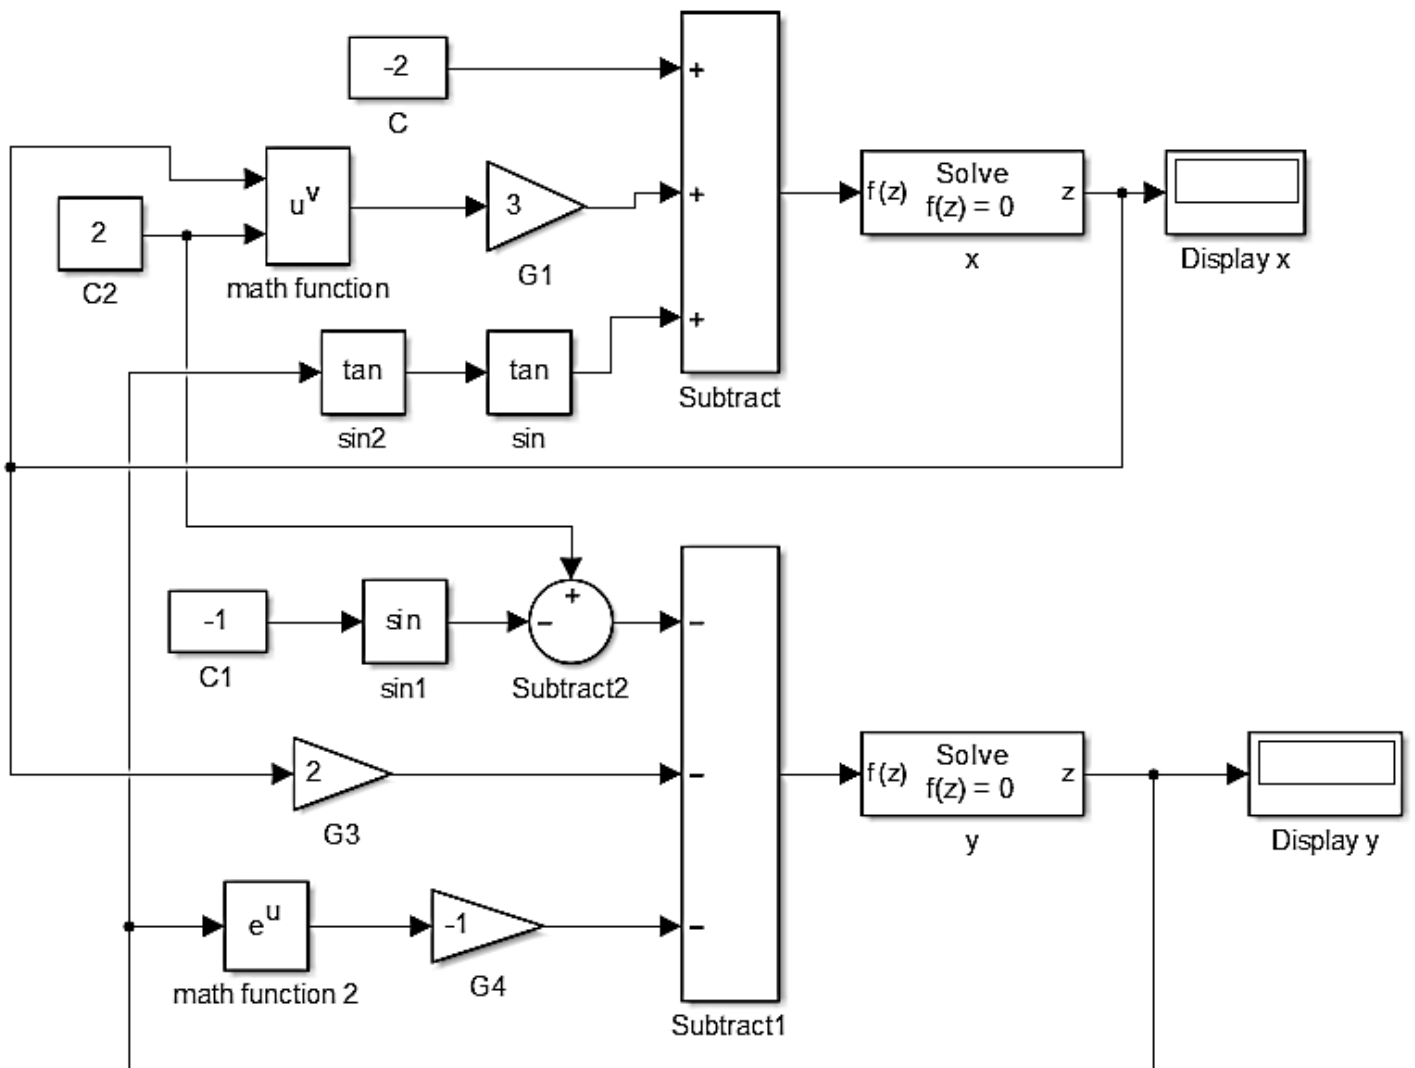 -2
C
+
2
C2
u^v
math function
3
G1
+
f(z)
Solve
f(z) = 0
z
x
Display x
tan
sin2
tan
sin
+
Subtract
-1
C1
sin
sin1
+
−
Subtract2
−
2
G3
−
f(z)
Solve
f(z) = 0
z
y
Display y
e^u
math function 2
-1
G4
−
Subtract1